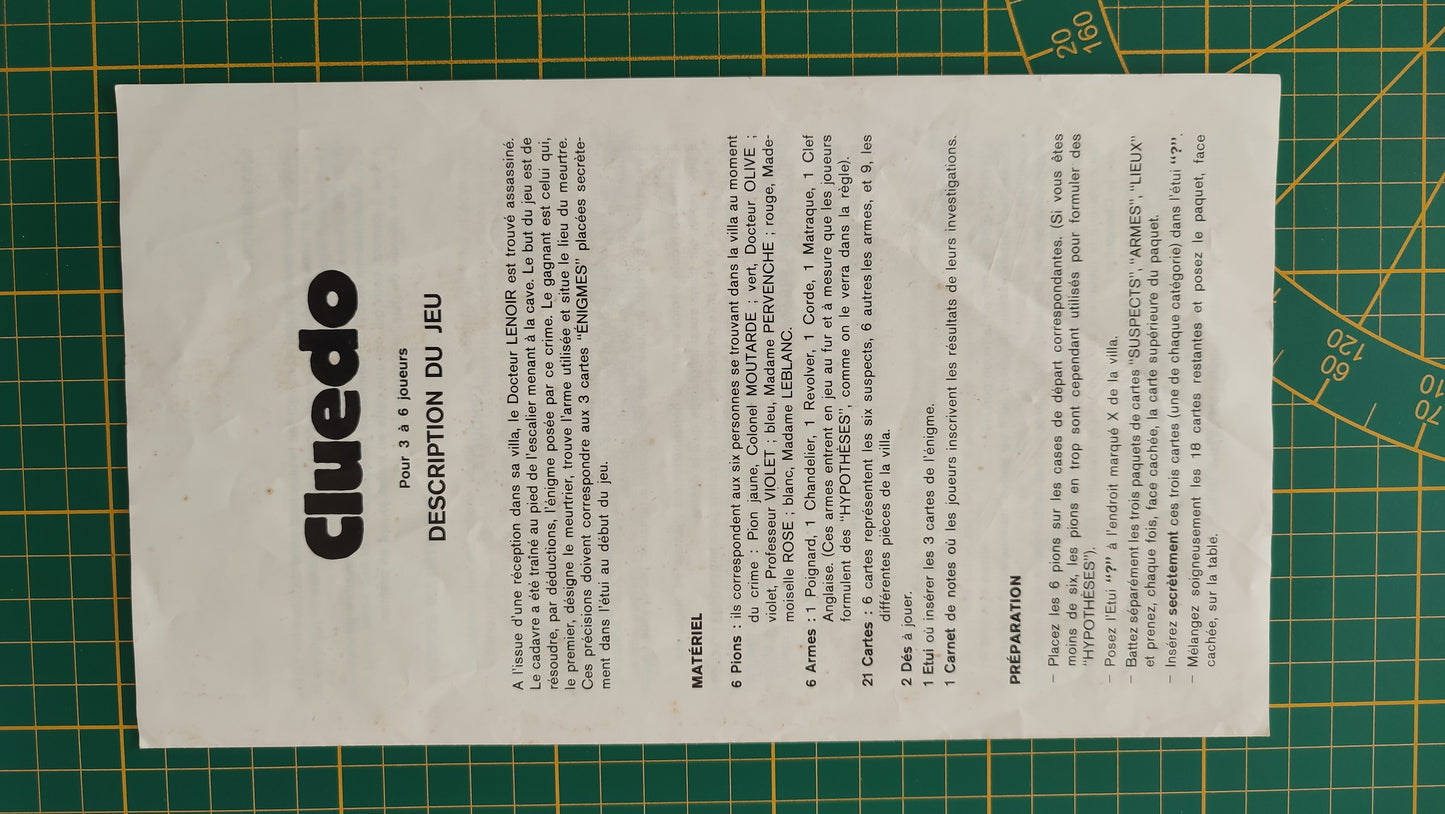 Cluedo
Pour 3 à 6 joueurs
DESCRIPTION DU JEU
A l'issue d'une réception dans sa villa, le Docteur LENOIR est trouvé assassiné.
Le cadavre a été traîné au pied de l'escalier menant à la cave. Le but du jeu est de
résoudre, par déductions, l'énigme posée par ce crime. Le gagnant est celui qui,
le premier, désigne le meurtrier, trouve l'arme utilisée et situe le lieu du meurtre.
Ces précisions doivent correspondre aux 3 cartes "ÉNIGMES" placées secrète-
ment dans l'étui au début du jeu.
MATÉRIEL
6 Pions : ils correspondent aux six personnes se trouvant dans la villa au moment
du crime : Pion jaune, Colonel MOUTARDE ; vert, Docteur OLIVE ;
violet, Professeur VIOLET ; bleu, Madame PERVENCHE ; rouge, Made-
moiselle ROSE ; blanc, Madame LEBLANC.
6 Armes : 1 Poignard, 1 Chandelier, 1 Revolver, 1 Corde, 1 Matraque, 1 Clef
Anglaise. (Ces armes entrent en jeu au fur et à mesure que les joueurs
formulent des "HYPOTHÈSES", comme on le verra dans la règle).
21 Cartes : 6 cartes représentent les six suspects, 6 autres les armes, et 9, les
différentes pièces de la villa.
2 Dés à jouer.
1 Etui où insérer les 3 cartes de l'énigme.
1 Carnet de notes où les joueurs inscrivent les résultats de leurs investigations.
PRÉPARATION
– Placez les 6 pions sur les cases de départ correspondantes. (Si vous êtes
moins de six, les pions en trop sont cependant utilisés pour formuler des
"HYPOTHÈSES").
– Posez l'Etui "?" à l'endroit marqué X de la villa.
– Battez séparément les trois paquets de cartes "SUSPECTS", "ARMES", "LIEUX"
et prenez, chaque fois, face cachée, la carte supérieure du paquet.
– Insérez secrètement ces trois cartes (une de chaque catégorie) dans l'étui "?".
– Mélangez soigneusement les 18 cartes restantes et posez le paquet, face
cachée, sur la table.
20
160
60
120
70